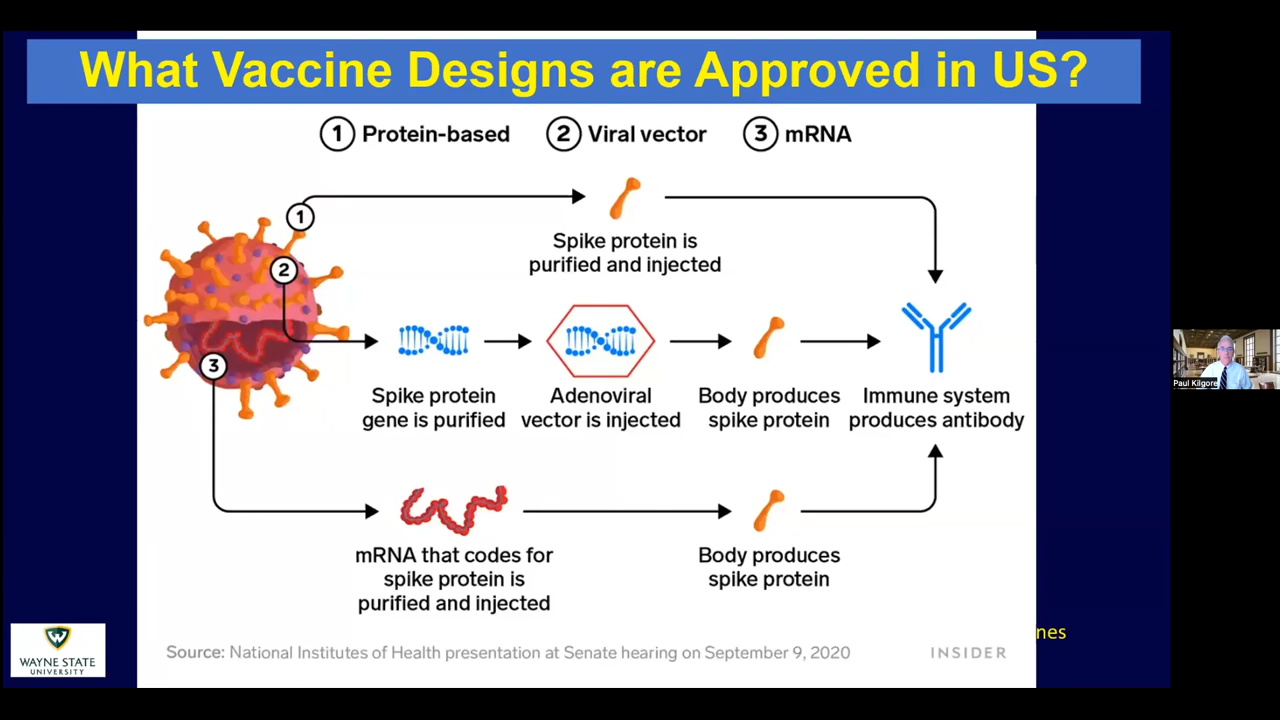 What Vaccine Designs are Approved in US?
1 Protein-based 2 Viral vector 3 mRNA
1
Spike protein is
purified and injected
2
Spike protein
gene is purified
Adenoviral
vector is injected
Body produces
spike protein
Immune system
produces antibody
3
mRNA that codes for
spike protein is
purified and injected
Body produces
spike protein
nes
Source: National Institutes of Health presentation at Senate hearing on September 9, 2020
INSIDER
WAYNE STATE
UNIVERSITY
Paul Kilgore